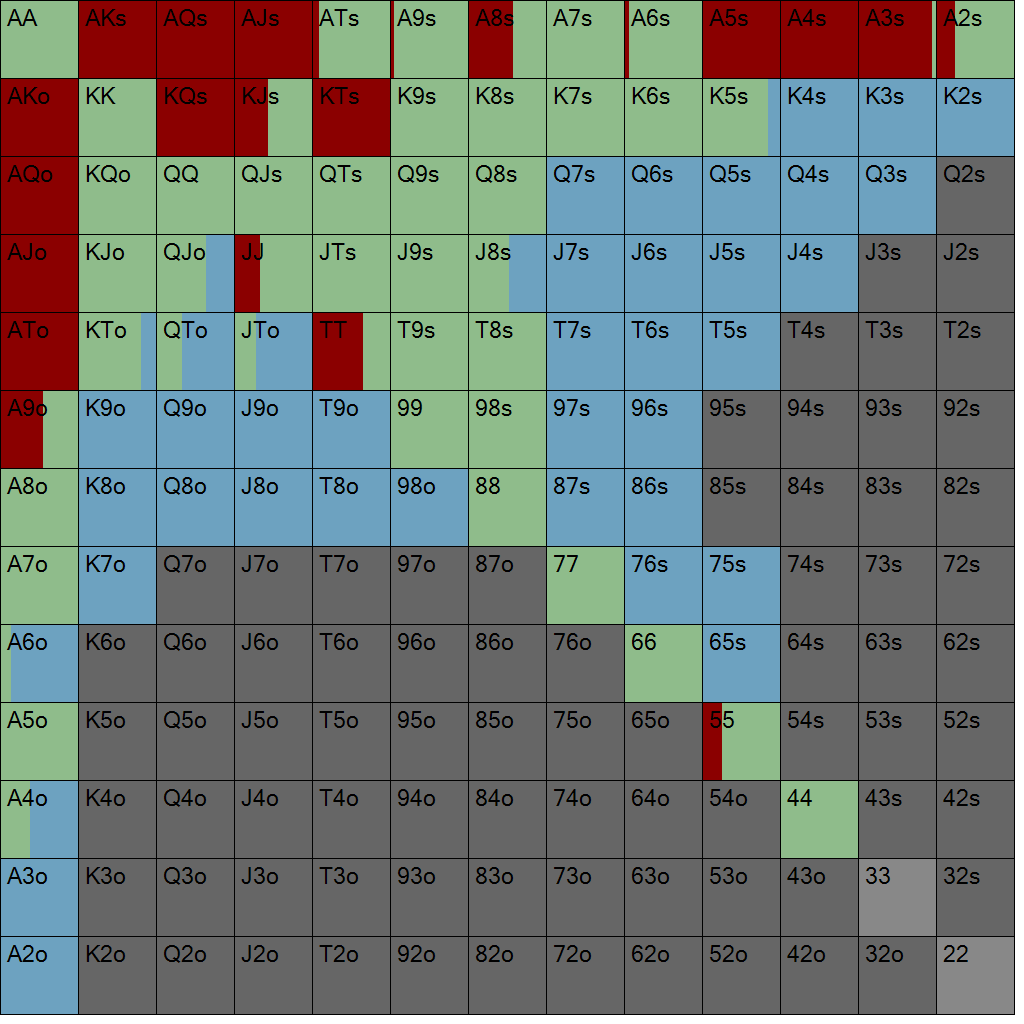 AA AKs AQs AJs ATs A9s A8s A7s A6s A5s A4s A3s A2s
AKo KK KQs KJs KTs K9s K8s K7s K6s K5s K4s K3s K2s
AQo KQo QQ QJs QTs Q9s Q8s Q7s Q6s Q5s Q4s Q3s Q2s
AJo KJo QJo JJ JTs J9s J8s J7s J6s J5s J4s J3s J2s
ATo KTo QTo JTo TT T9s T8s T7s T6s T5s T4s T3s T2s
A9o K9o Q9o J9o T9o 99 98s 97s 96s 95s 94s 93s 92s
A8o K8o Q8o J8o T8o 98o 88 87s 86s 85s 84s 83s 82s
A7o K7o Q7o J7o T7o 97o 87o 77 76s 75s 74s 73s 72s
A6o K6o Q6o J6o T6o 96o 86o 76o 66 65s 64s 63s 62s
A5o K5o Q5o J5o T5o 95o 85o 75o 65o 55 54s 53s 52s
A4o K4o Q4o J4o T4o 94o 84o 74o 64o 54o 44 43s 42s
A3o K3o Q3o J3o T3o 93o 83o 73o 63o 53o 43o 33 32s
A2o K2o Q2o J2o T2o 92o 82o 72o 62o 52o 42o 32o 22